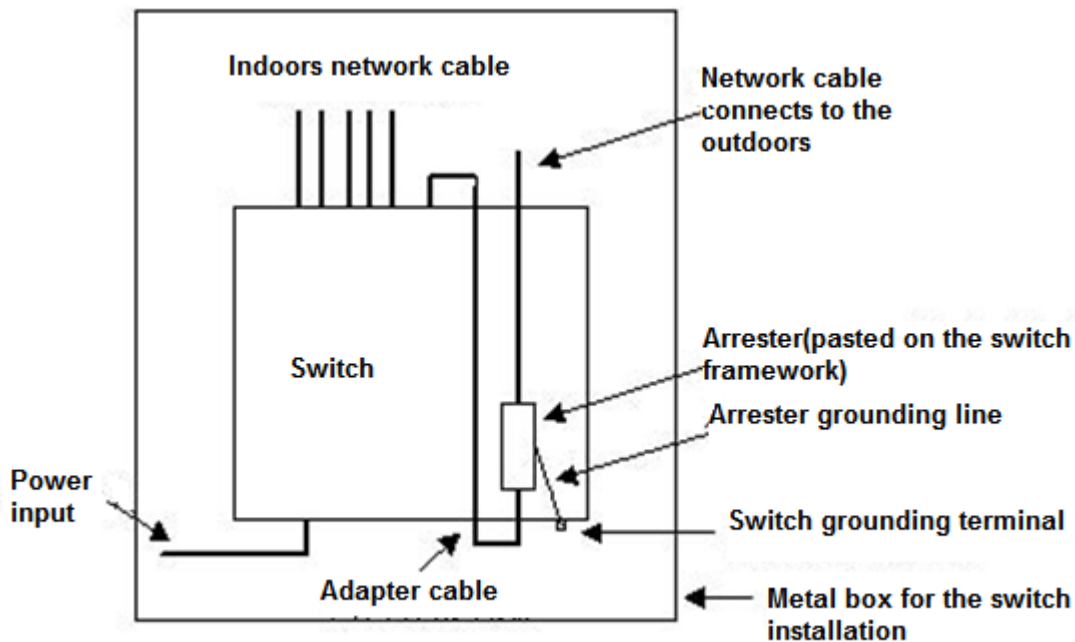 Indoors network cable
Network cable
connects to the
outdoors
Switch
Arrester(pasted on the switch
framework)
Arrester grounding line
Power
input
Switch grounding terminal
Adapter cable
Metal box for the switch
installation